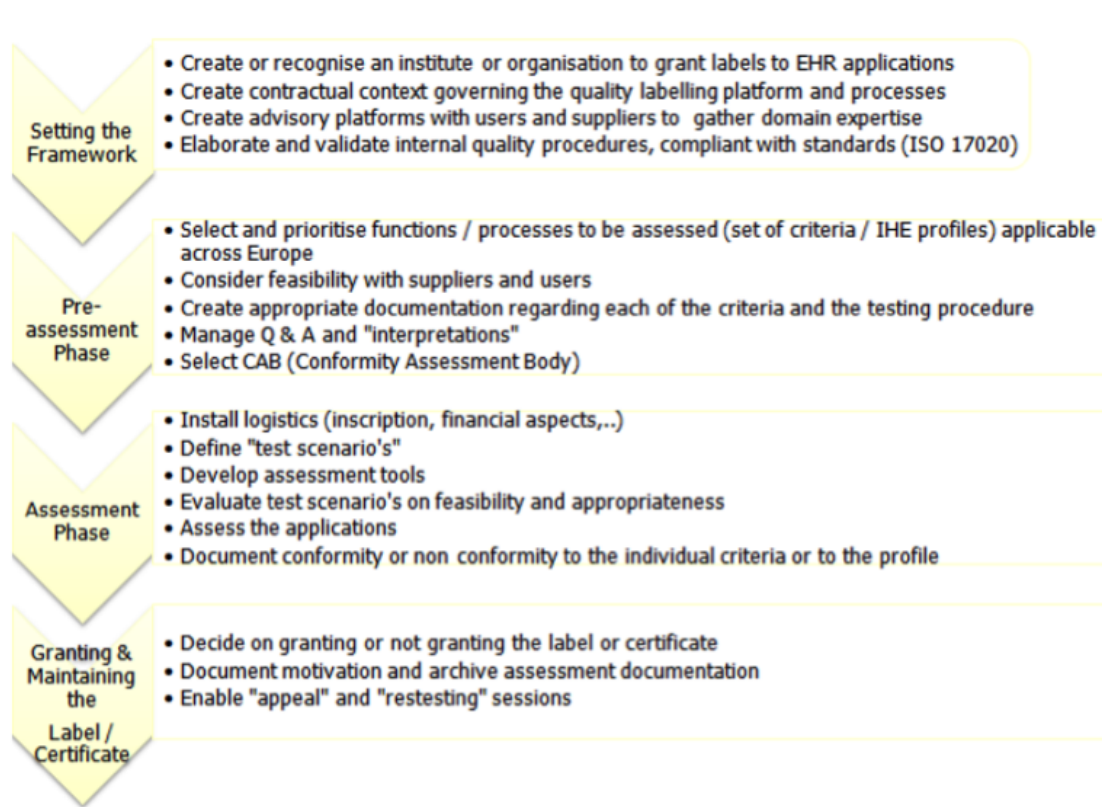 Setting the
Framework
• Create or recognise an institute or organisation to grant labels to EHR applications
• Create contractual context governing the quality labelling platform and processes
• Create advisory platforms with users and suppliers to gather domain expertise
• Elaborate and validate internal quality procedures, compliant with standards (ISO 17020)
Pre-
assessment
Phase
• Select and prioritise functions / processes to be assessed (set of criteria / IHE profiles) applicable
across Europe
• Consider feasibility with suppliers and users
• Create appropriate documentation regarding each of the criteria and the testing procedure
• Manage Q & A and "interpretations"
• Select CAB (Conformity Assessment Body)
Assessment
Phase
• Install logistics (inscription, financial aspects,..)
• Define "test scenario's"
• Develop assessment tools
• Evaluate test scenario's on feasibility and appropriateness
• Assess the applications
• Document conformity or non conformity to the individual criteria or to the profile
Granting &
Maintaining
the
Label /
Certificate
• Decide on granting or not granting the label or certificate
• Document motivation and archive assessment documentation
• Enable "appeal" and "restesting" sessions